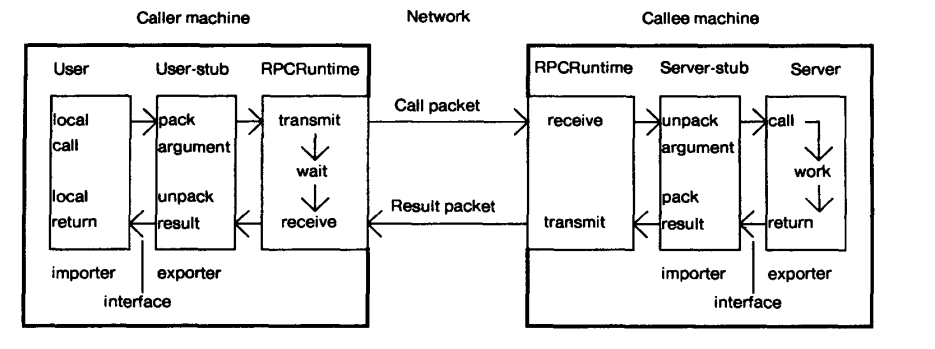 Caller machine Network Callee machine
User User-stub RPCRuntime RPCRuntime Server-stub Server
Call packet
local pack transmit receive unpack call
call argument argument
wait work
local unpack pack
Result packet
return result receive transmit result return
importer exporter importer exporter
interface interface